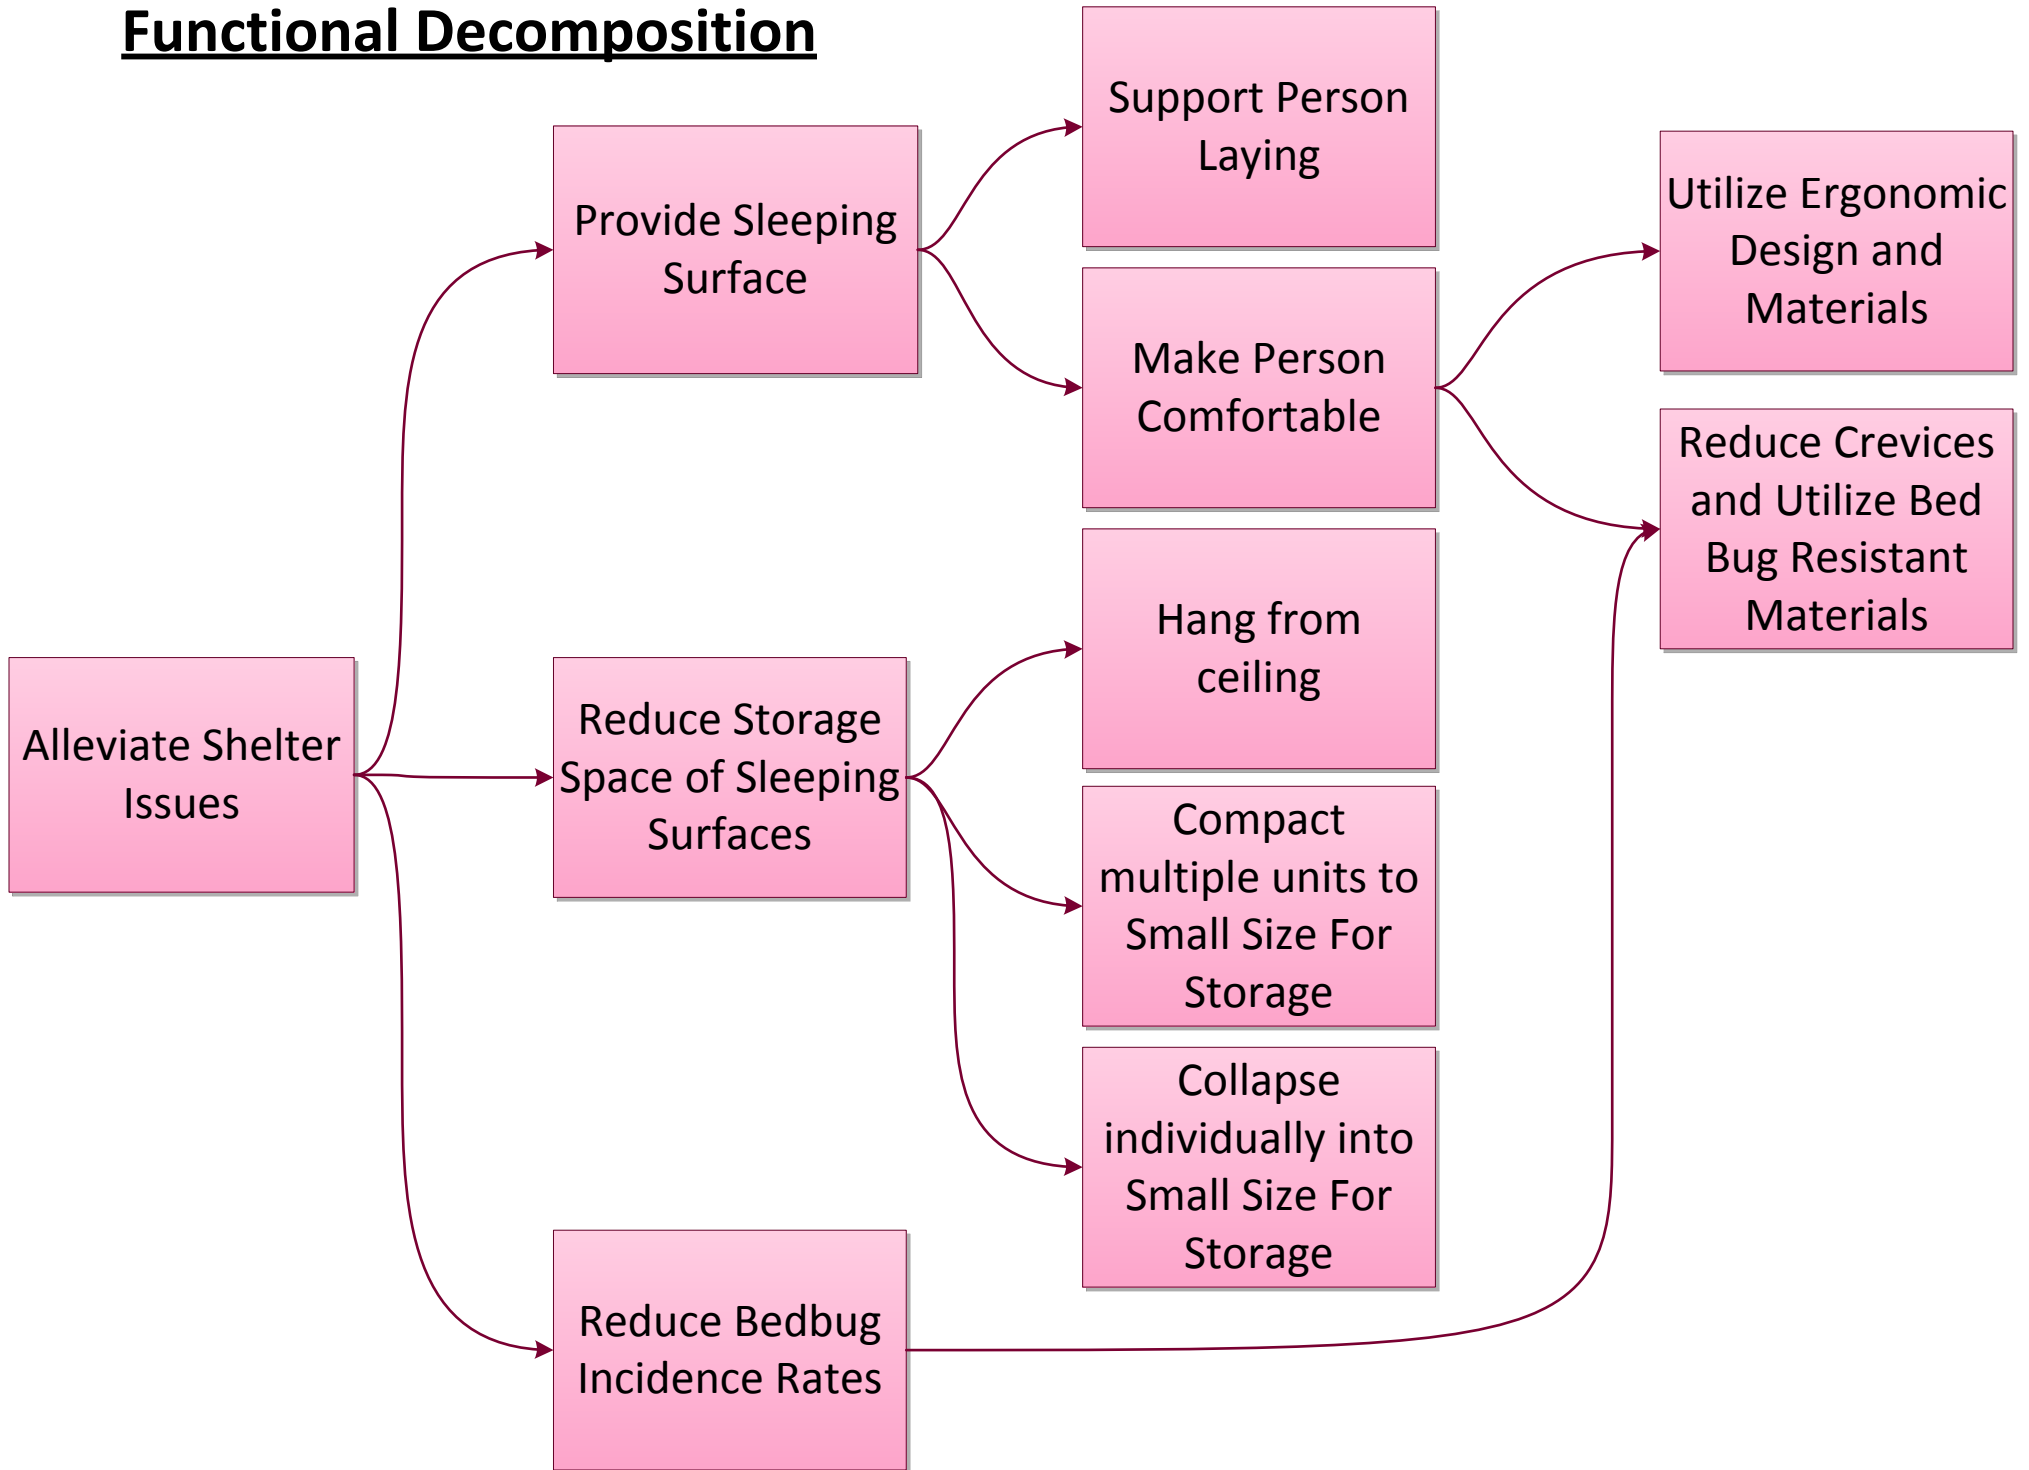 Functional Decomposition
Alleviate Shelter
Issues
Provide Sleeping
Surface
Reduce Storage
Space of Sleeping
Surfaces
Reduce Bedbug
Incidence Rates
Support Person
Laying
Make Person
Comfortable
Hang from
ceiling
Compact
multiple units to
Small Size For
Storage
Collapse
individually into
Small Size For
Storage
Utilize Ergonomic
Design and
Materials
Reduce Crevices
and Utilize Bed
Bug Resistant
Materials